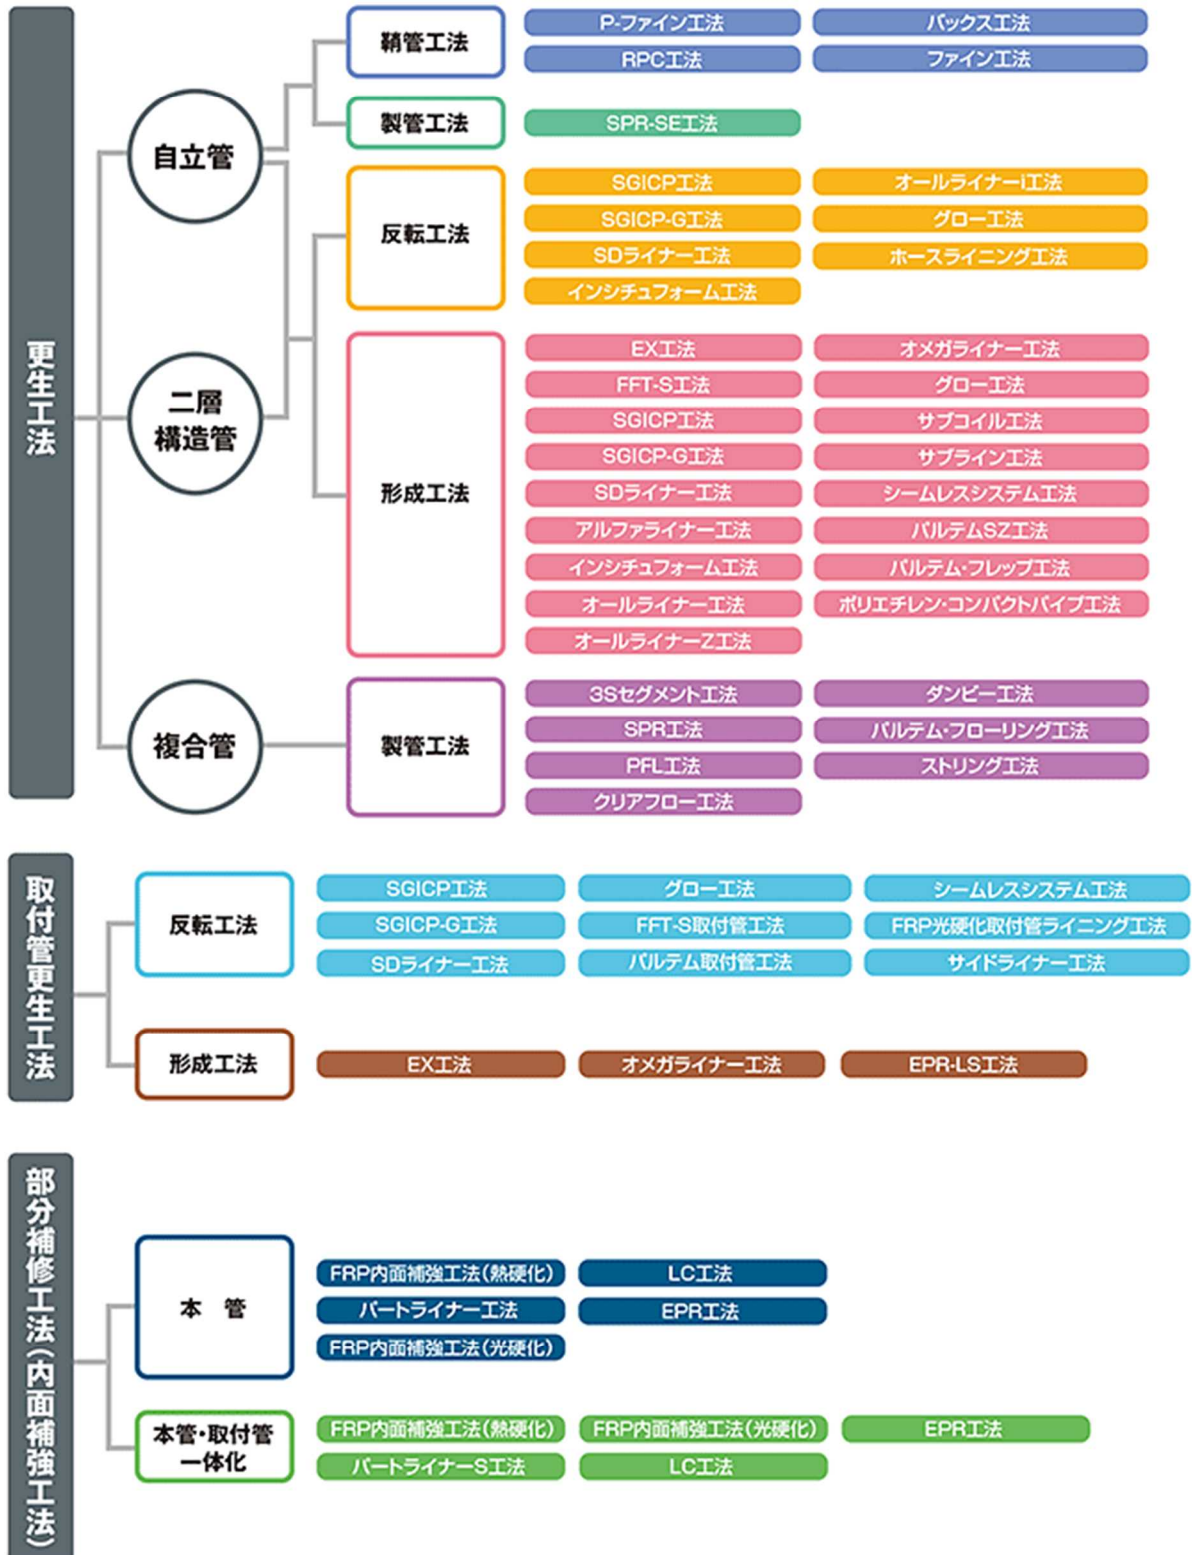 更生工法
自立管
鞘管工法
P-ファイン工法
バックス工法
RPC工法
ファイン工法
製管工法
SPR-SE工法
反転工法
SGICP工法
オールライナーi工法
SGICP-G工法
グロー工法
SDライナー工法
ホースライニング工法
インシチュフォーム工法
二層
構造管
形成工法
EX工法
オメガライナー工法
FFT-S工法
グロー工法
SGICP工法
サブコイル工法
SGICP-G工法
サブライン工法
SDライナー工法
シームレスシステム工法
アルファライナー工法
パルテムSZ工法
インシチュフォーム工法
パルテム・フレップ工法
オールライナー工法
ポリエチレン・コンパクトパイプ工法
オールライナーZ工法
複合管
製管工法
3Sセグメント工法
ダンビー工法
SPR工法
パルテム・フローリング工法
PFL工法
ストリング工法
クリアフロー工法
取付管更生工法
反転工法
SGICP工法
グロー工法
シームレスシステム工法
SGICP-G工法
FFT-S取付管工法
FRP光硬化取付管ライニング工法
SDライナー工法
パルテム取付管工法
サイドライナー工法
形成工法
EX工法
オメガライナー工法
EPR-LS工法
部分補修工法(内面補強工法)
本 管
FRP内面補強工法(熱硬化)
LC工法
パートライナー工法
EPR工法
FRP内面補強工法(光硬化)
本管・取付管
一体化
FRP内面補強工法(熱硬化)
FRP内面補強工法(光硬化)
EPR工法
パートライナーS工法
LC工法